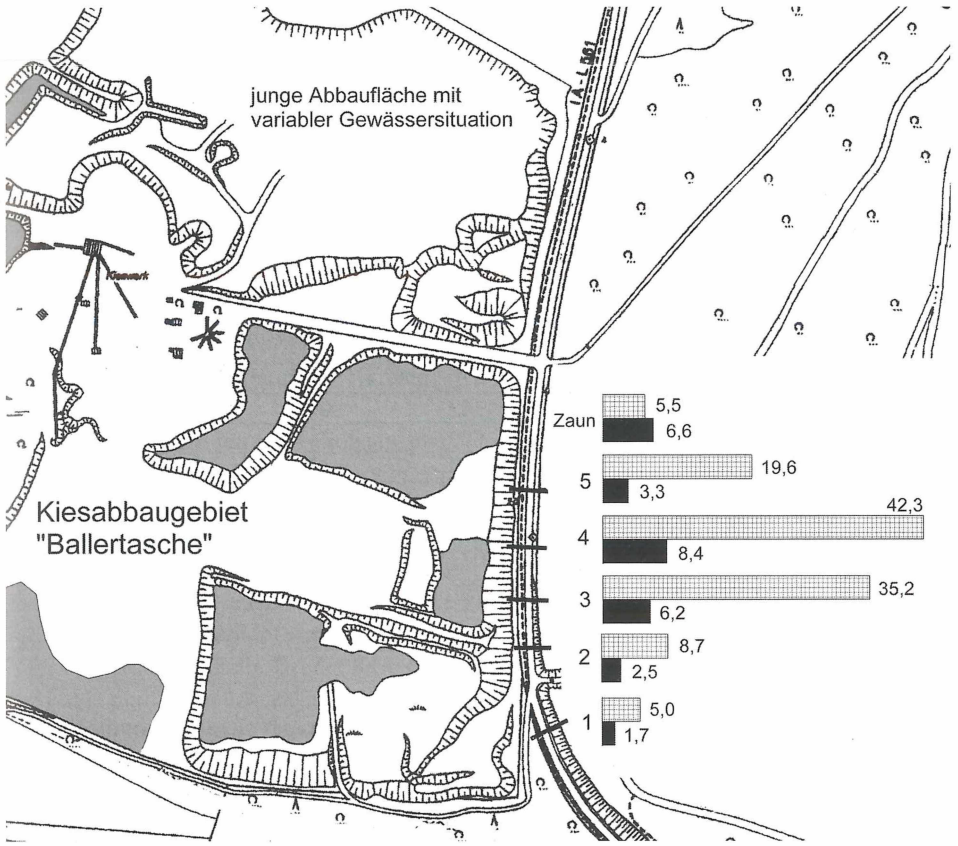 junge Abbaufläche mit
variabler Gewässersituation
Kieswerk
Kiesabbaugebiet
"Ballertasche"
Zaun
5,5
6,6
5
19,6
3,3
4
42,3
8,4
3
35,2
6,2
2
8,7
2,5
1
5,0
1,7